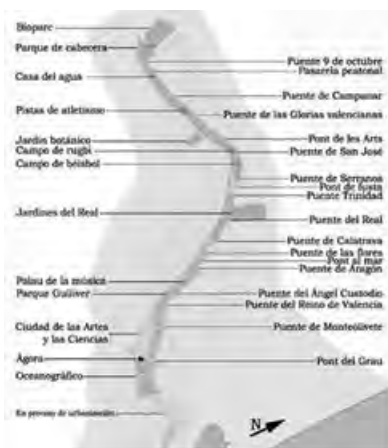 Bioparc
Parque de cabecera
Casa del agua
Pistas de atletismo
Jardín botánico
Campo de rugbi
Campo de béisbol
Jardines del Real
Palau de la música
Parque Gulliver
Ciudad de las Artes
y las Ciencias
Ágora
Oceanográfico
En proceso de urbanización
Puente 9 de octubre
Pasarela peatonal
Puente de Campanar
Puente de las Glorias valencianas
Pont de les Arts
Puente de San José
Puente de Serranos
Pont de fusta
Puente Trinidad
Puente del Real
Puente de Calatrava
Puente de las flores
Pont al mar
Puente de Aragón
Puente del Ángel Custodio
Puente del Reino de Valencia
Puente de Monteolivete
Pont del Grau
N